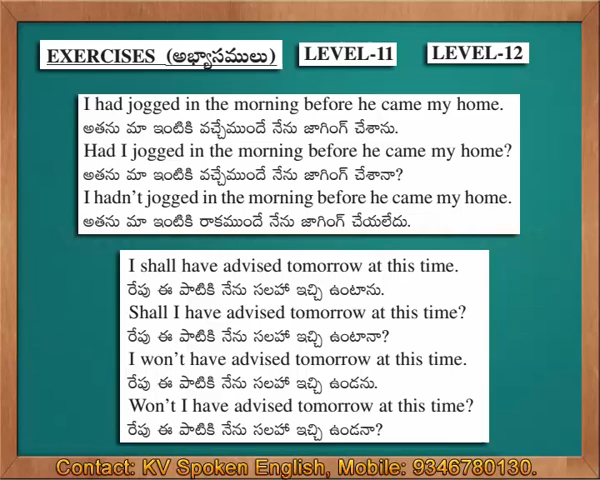 EXERCISES (అభ్యాసములు) LEVEL-11 LEVEL-12
I had jogged in the morning before he came my home.
అతను మా ఇంటికి వచ్చేముందే నేను జాగింగ్ చేశాను.
Had I jogged in the morning before he came my home?
అతను మా ఇంటికి వచ్చేముందే నేను జాగింగ్ చేశానా?
I hadn't jogged in the morning before he came my home.
అతను మా ఇంటికి రాకముందే నేను జాగింగ్ చేయలేదు.
I shall have advised tomorrow at this time.
రేపు ఈ పాటికి నేను సలహా ఇచ్చి ఉంటాను.
Shall I have advised tomorrow at this time?
రేపు ఈ పాటికి నేను సలహా ఇచ్చి ఉంటానా?
I won't have advised tomorrow at this time.
రేపు ఈ పాటికి నేను సలహా ఇచ్చి ఉండను.
Won't I have advised tomorrow at this time?
రేపు ఈ పాటికి నేను సలహా ఇచ్చి ఉండనా?
Contact: KV Spoken English, Mobile: 9346780130.